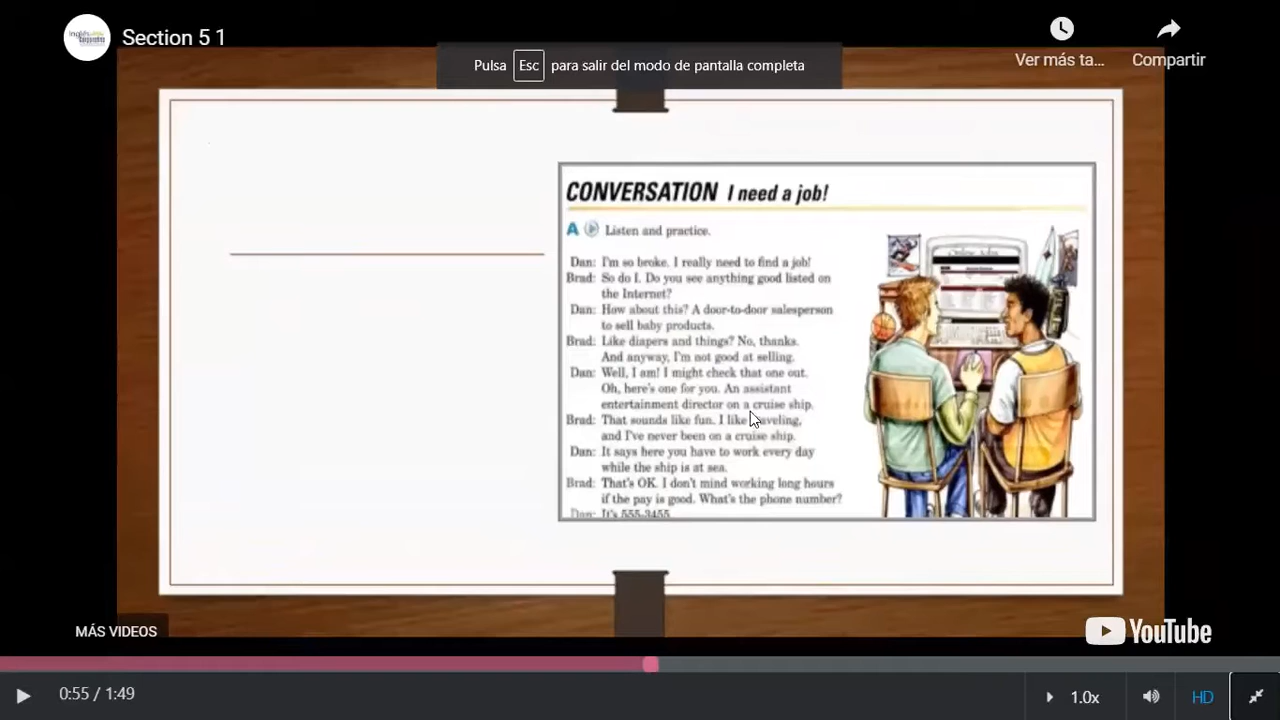 Section 5 1
Ver más ta...
Compartir
Pulsa Esc para salir del modo de pantalla completa
CONVERSATION I need a job!
A Listen and practice.
Dan: I'm so broke. I really need to find a job!
Brad: So do I. Do you see anything good listed on
the Internet?
Dan: How about this? A door-to-door salesperson
to sell baby products.
Brad: Like diapers and things? No, thanks.
And anyway, I'm not good at selling.
Dan: Well, I am! I might check that one out.
Oh, here's one for you. An assistant
entertainment director on a cruise ship.
Brad: That sounds like fun. I like traveling,
and I've never been on a cruise ship.
Dan: It says here you have to work every day
while the ship is at sea.
Brad: That's OK. I don't mind working long hours
if the pay is good. What's the phone number?
Dan: It's 555-3455
Online Jobs
MÁS VIDEOS
YouTube
0:55 / 1:49
1.0x
HD